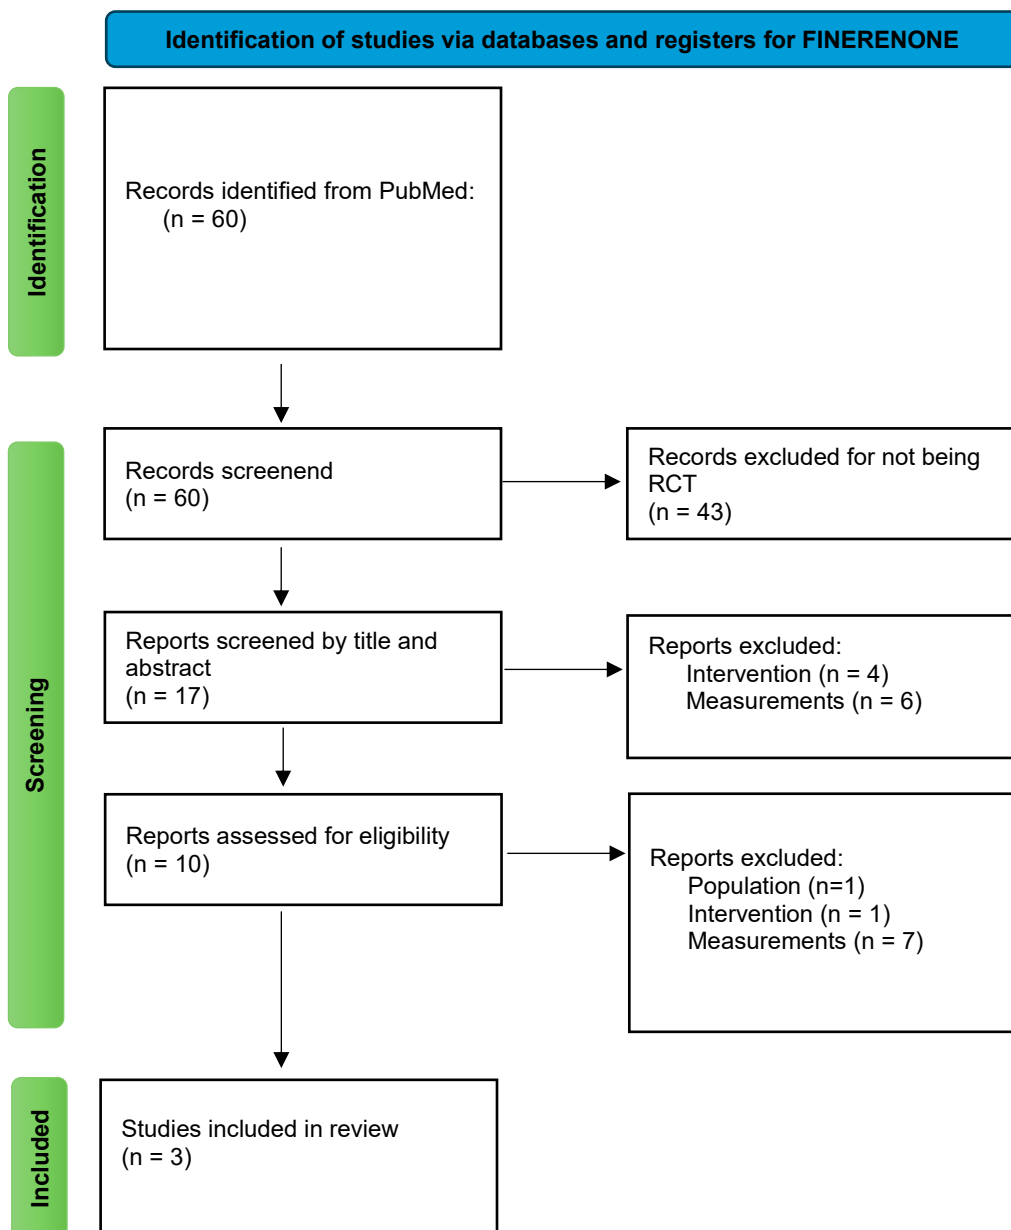 Identification of studies via databases and registers for FINERENONE
Identification
Records identified from PubMed:
(n = 60)
Screening
Records screenend
(n = 60)
Records excluded for not being
RCT
(n = 43)
Reports screened by title and
abstract
(n = 17)
Reports excluded:
Intervention (n = 4)
Measurements (n = 6)
Reports assessed for eligibility
(n = 10)
Reports excluded:
Population (n=1)
Intervention (n = 1)
Measurements (n = 7)
Included
Studies included in review
(n = 3)